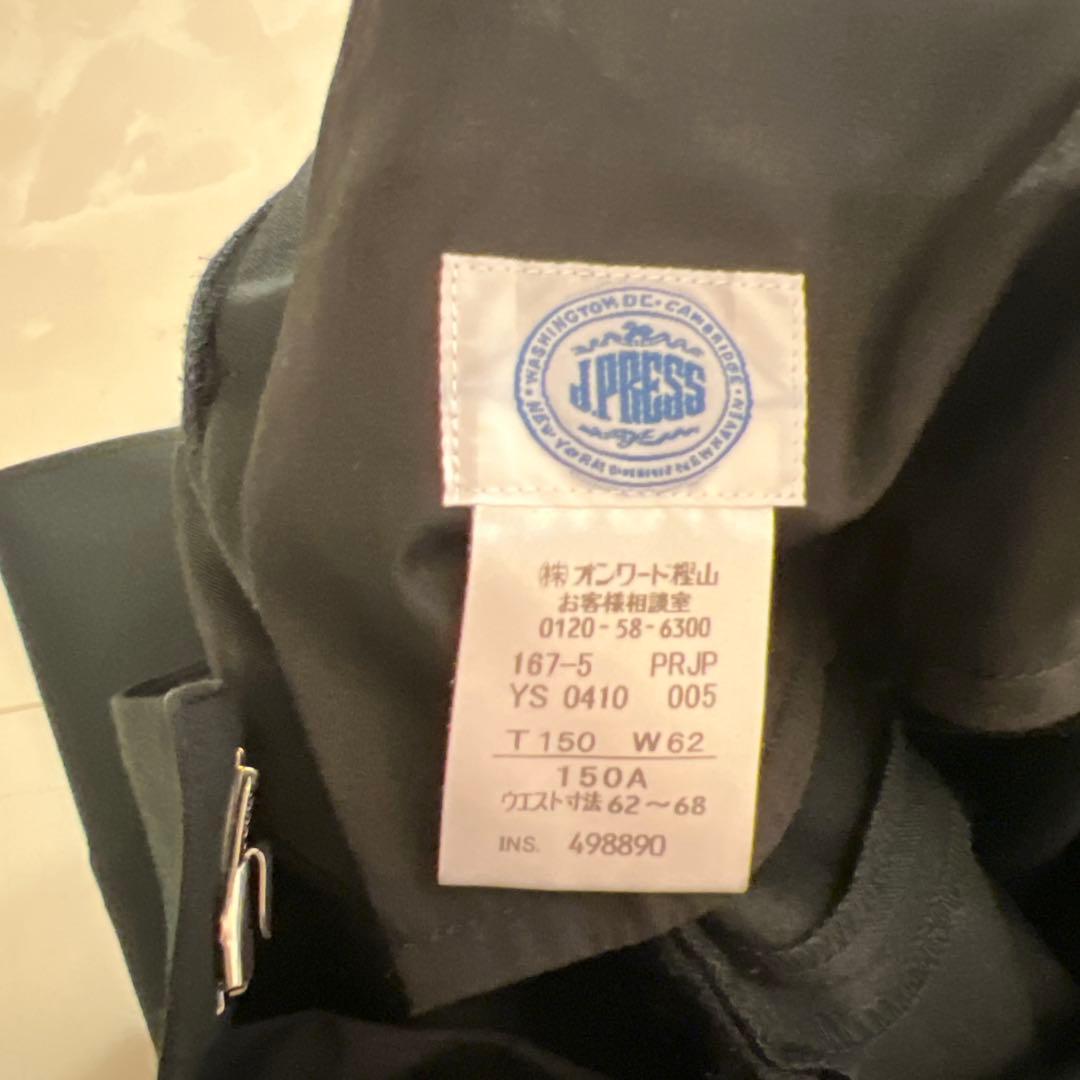 WASHINGTON, DC · CAMBRIDGE · NEW HAVEN
NEW YORK
J.PRESS
㈱オンワード樫山
お客様相談室
0120-58-6300
167-5 PRJP
YS 0410 005
T150 W62
150A
ウエスト寸法62~68
INS. 498890